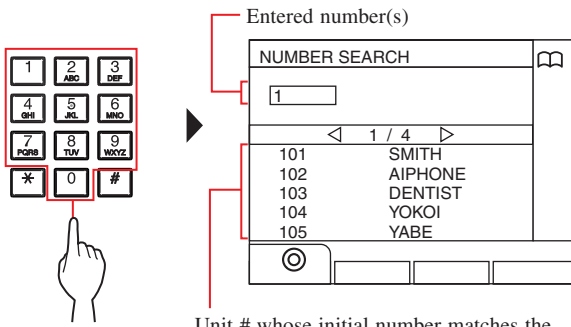 Entered number(s)
NUMBER SEARCH
1
1 / 4
101 SMITH
102 AIPHONE
103 DENTIST
104 YOKOI
105 YABE
1 2 ABC 3 DEF
4 GHI 5 JKL 6 MNO
7 PQRS 8 TUV 9 WXYZ
* 0 #
Unit # whose initial number matches the